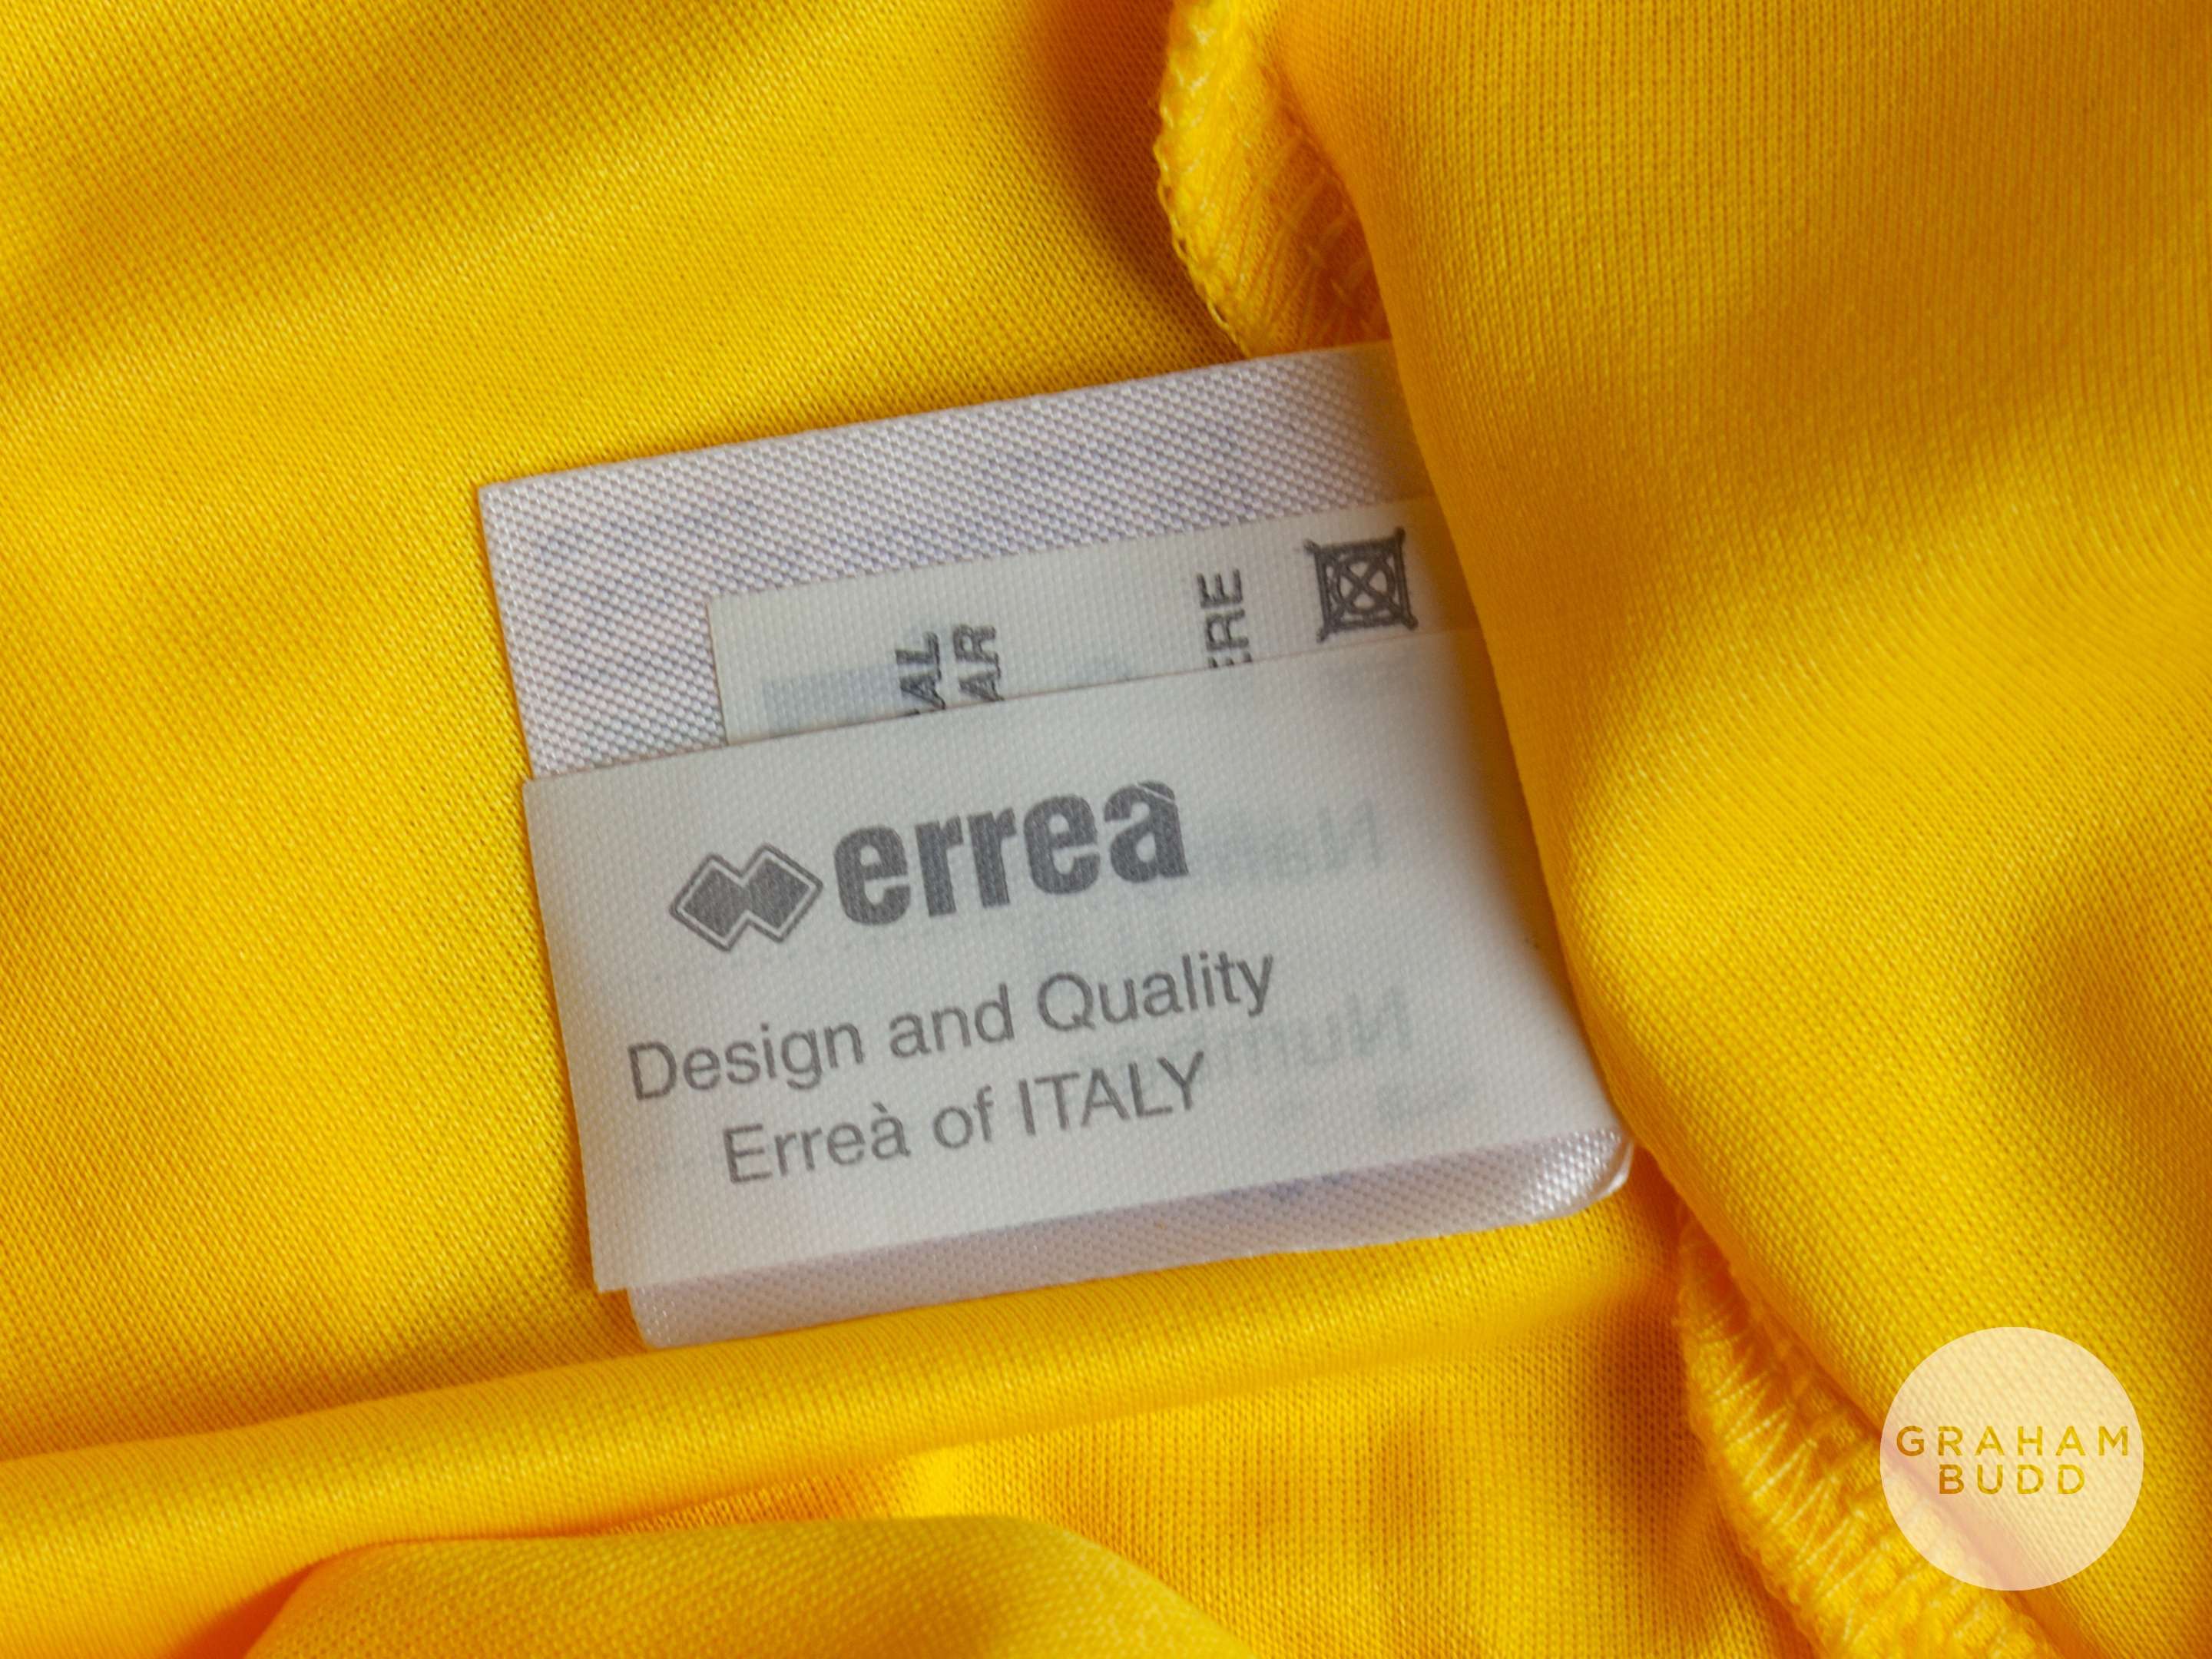 errea
Design and Quality
Erreà of ITALY
GRAHAM
BUDD